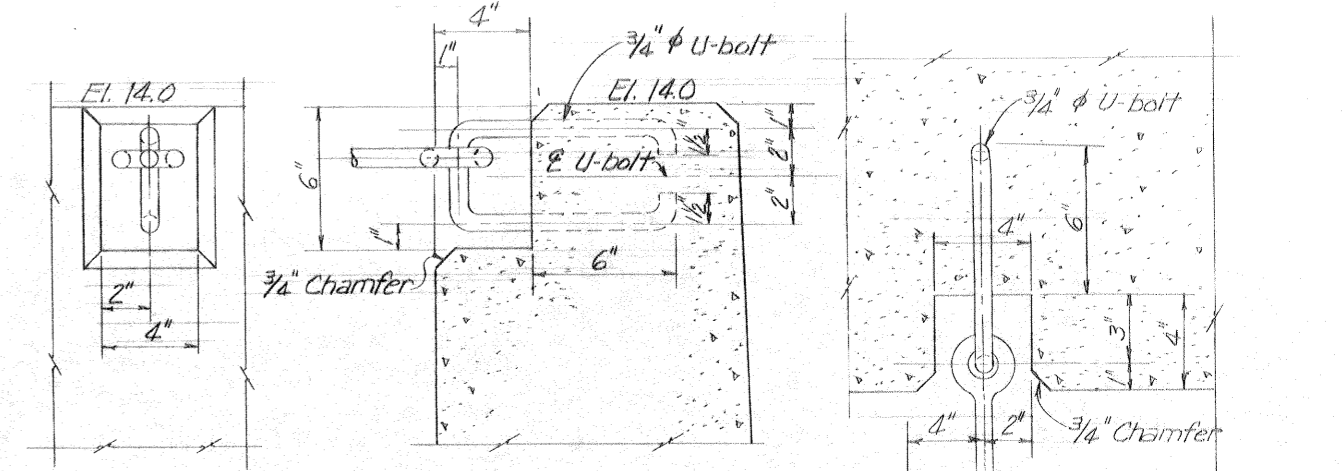 El. 14.0
2"
4"
4"
1"
3/4" ϕ U-bolt
El. 14.0
6"
1"
1½"
2"
℄ U-bolt
1½"
2"
1"
6"
3/4" Chamfer
3/4" ϕ U-bolt
6"
4"
3"
4"
1"
4"
2"
3/4" Chamfer